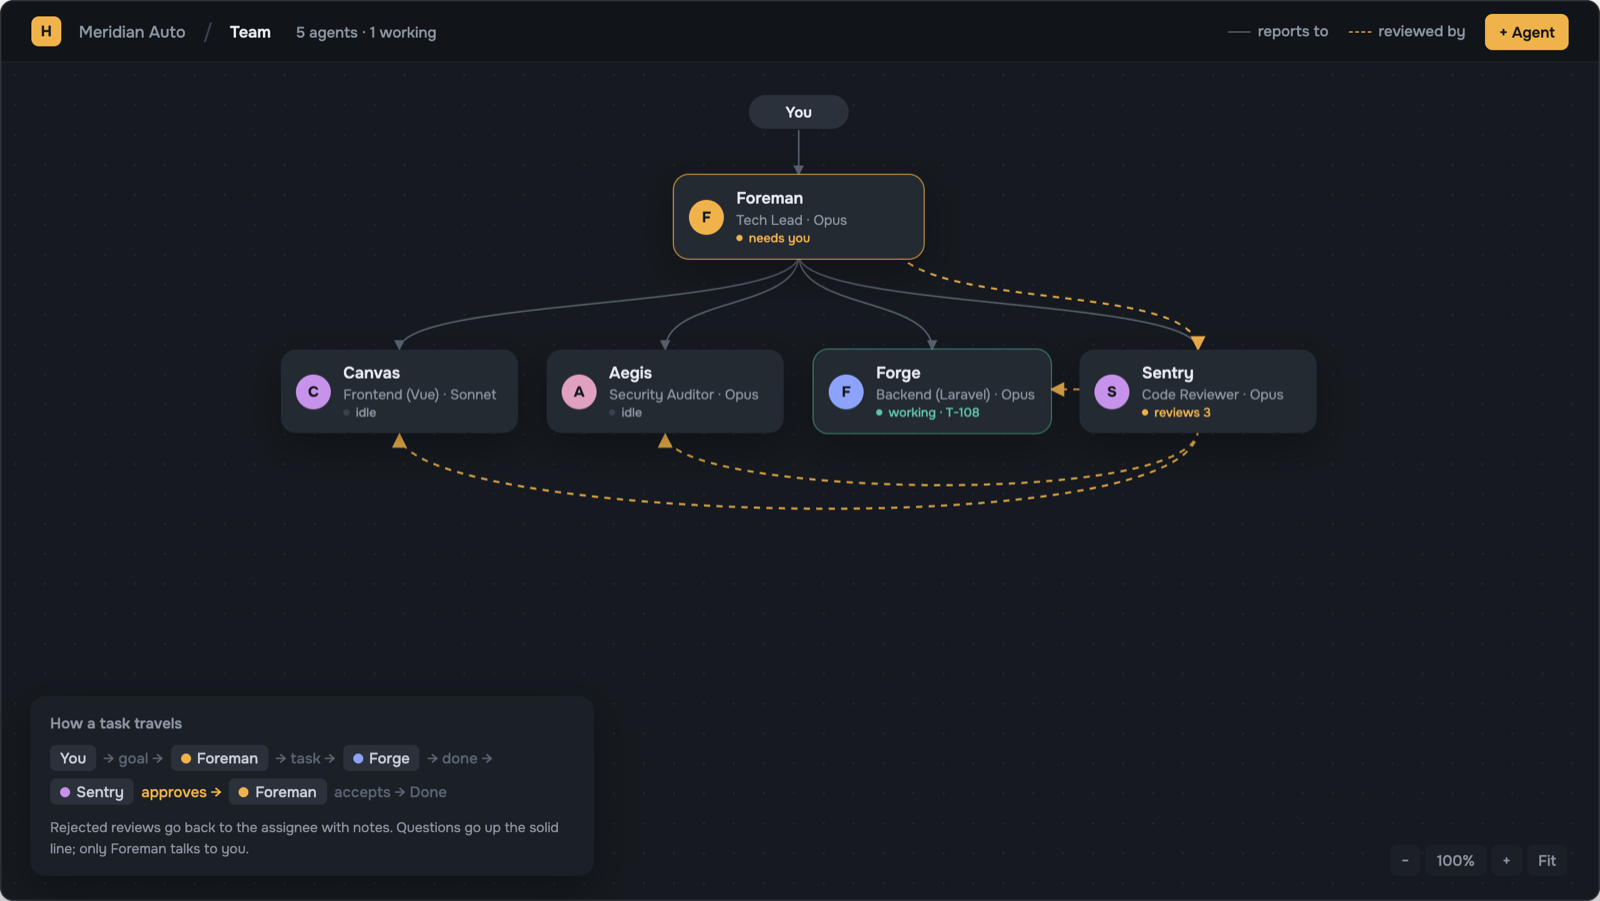 H Meridian Auto / Team 5 agents · 1 working
reports to reviewed by + Agent
You
F
Foreman
Tech Lead · Opus
needs you
C
Canvas
Frontend (Vue) · Sonnet
idle
A
Aegis
Security Auditor · Opus
idle
F
Forge
Backend (Laravel) · Opus
working · T-108
S
Sentry
Code Reviewer · Opus
reviews 3
How a task travels
You → goal → Foreman → task → Forge → done →
Sentry approves → Foreman accepts → Done
Rejected reviews go back to the assignee with notes. Questions go up the solid
line; only Foreman talks to you.
- 100% + Fit